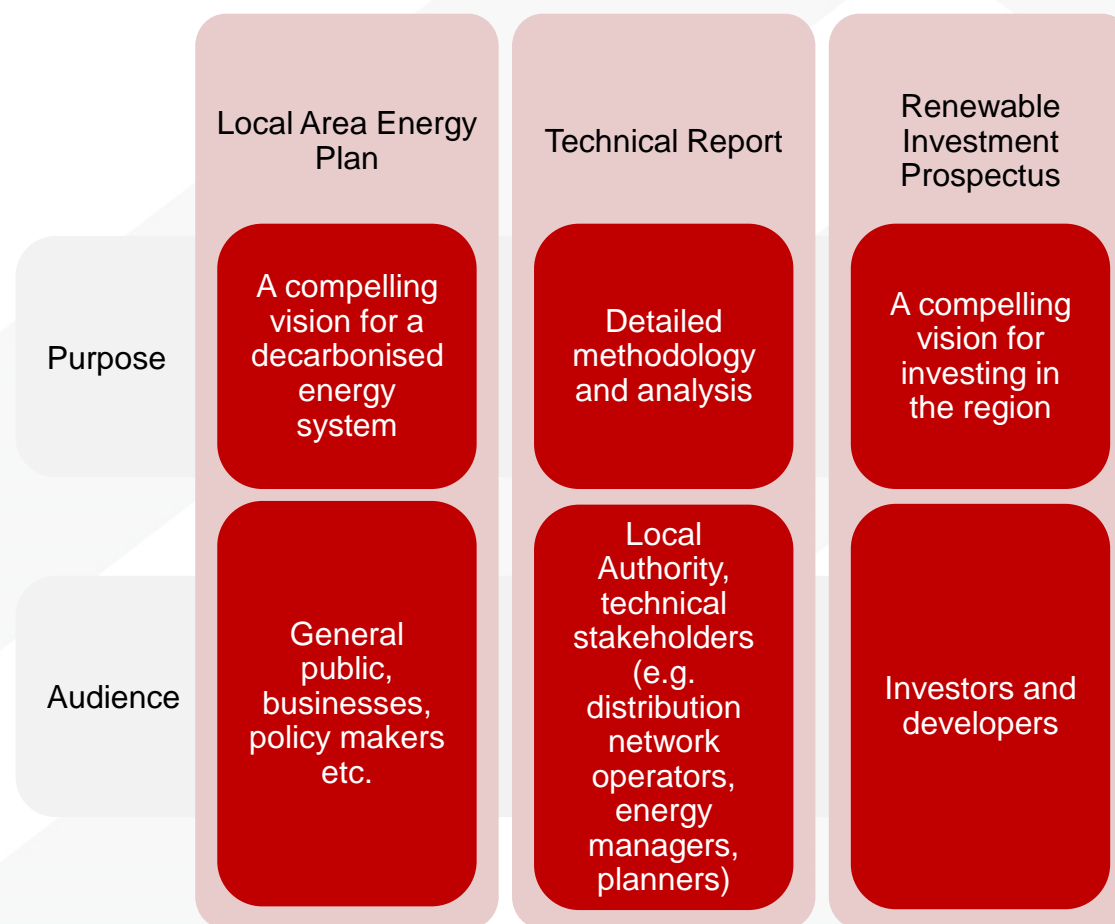 Local Area Energy
Plan
Technical Report
Renewable
Investment
Prospectus
Purpose
A compelling
vision for a
decarbonised
energy
system
Detailed
methodology
and analysis
A compelling
vision for
investing in
the region
Audience
General
public,
businesses,
policy makers
etc.
Local
Authority,
technical
stakeholders
(e.g.
distribution
network
operators,
energy
managers,
planners)
Investors and
developers